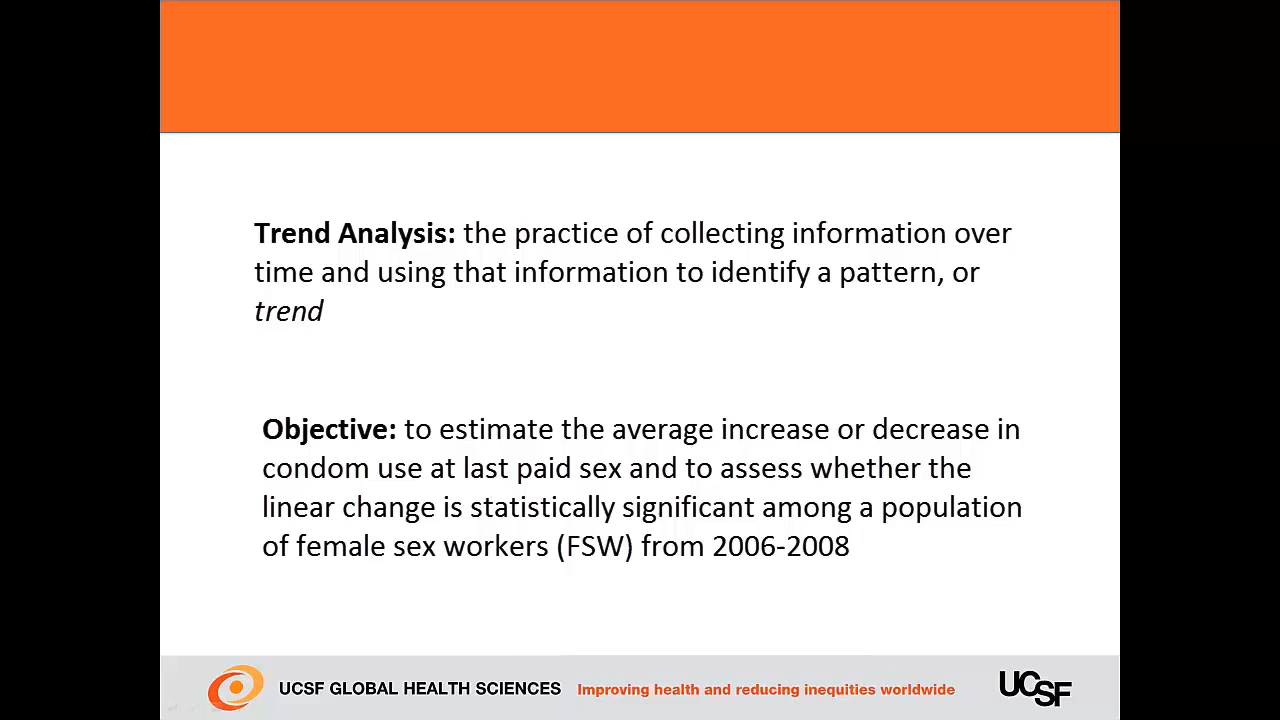 Trend Analysis: the practice of collecting information over
time and using that information to identify a pattern, or
trend
Objective: to estimate the average increase or decrease in
condom use at last paid sex and to assess whether the
linear change is statistically significant among a population
of female sex workers (FSW) from 2006-2008
UCSF GLOBAL HEALTH SCIENCES Improving health and reducing inequities worldwide UCSF